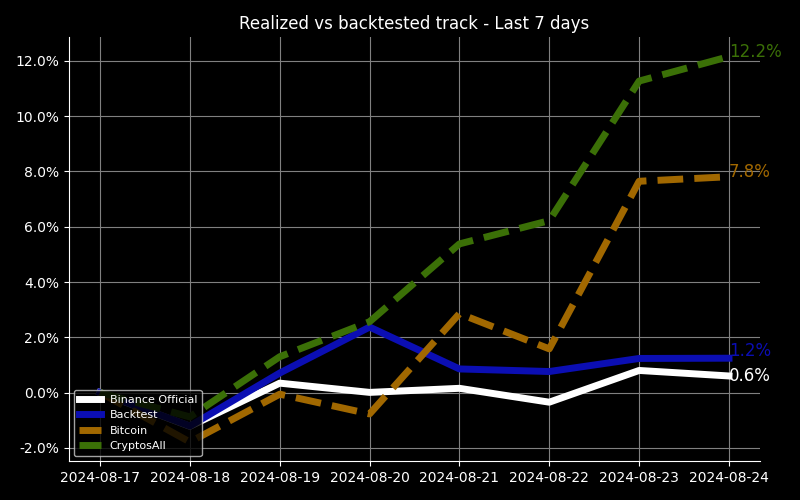 Realized vs backtested track - Last 7 days
12.0%
10.0%
8.0%
6.0%
4.0%
2.0%
0.0%
-2.0%
12.2%
7.8%
1.2%
0.6%
Binance Official
Backtest
Bitcoin
CryptosAll
2024-08-17 2024-08-18 2024-08-19 2024-08-20 2024-08-21 2024-08-22 2024-08-23 2024-08-24